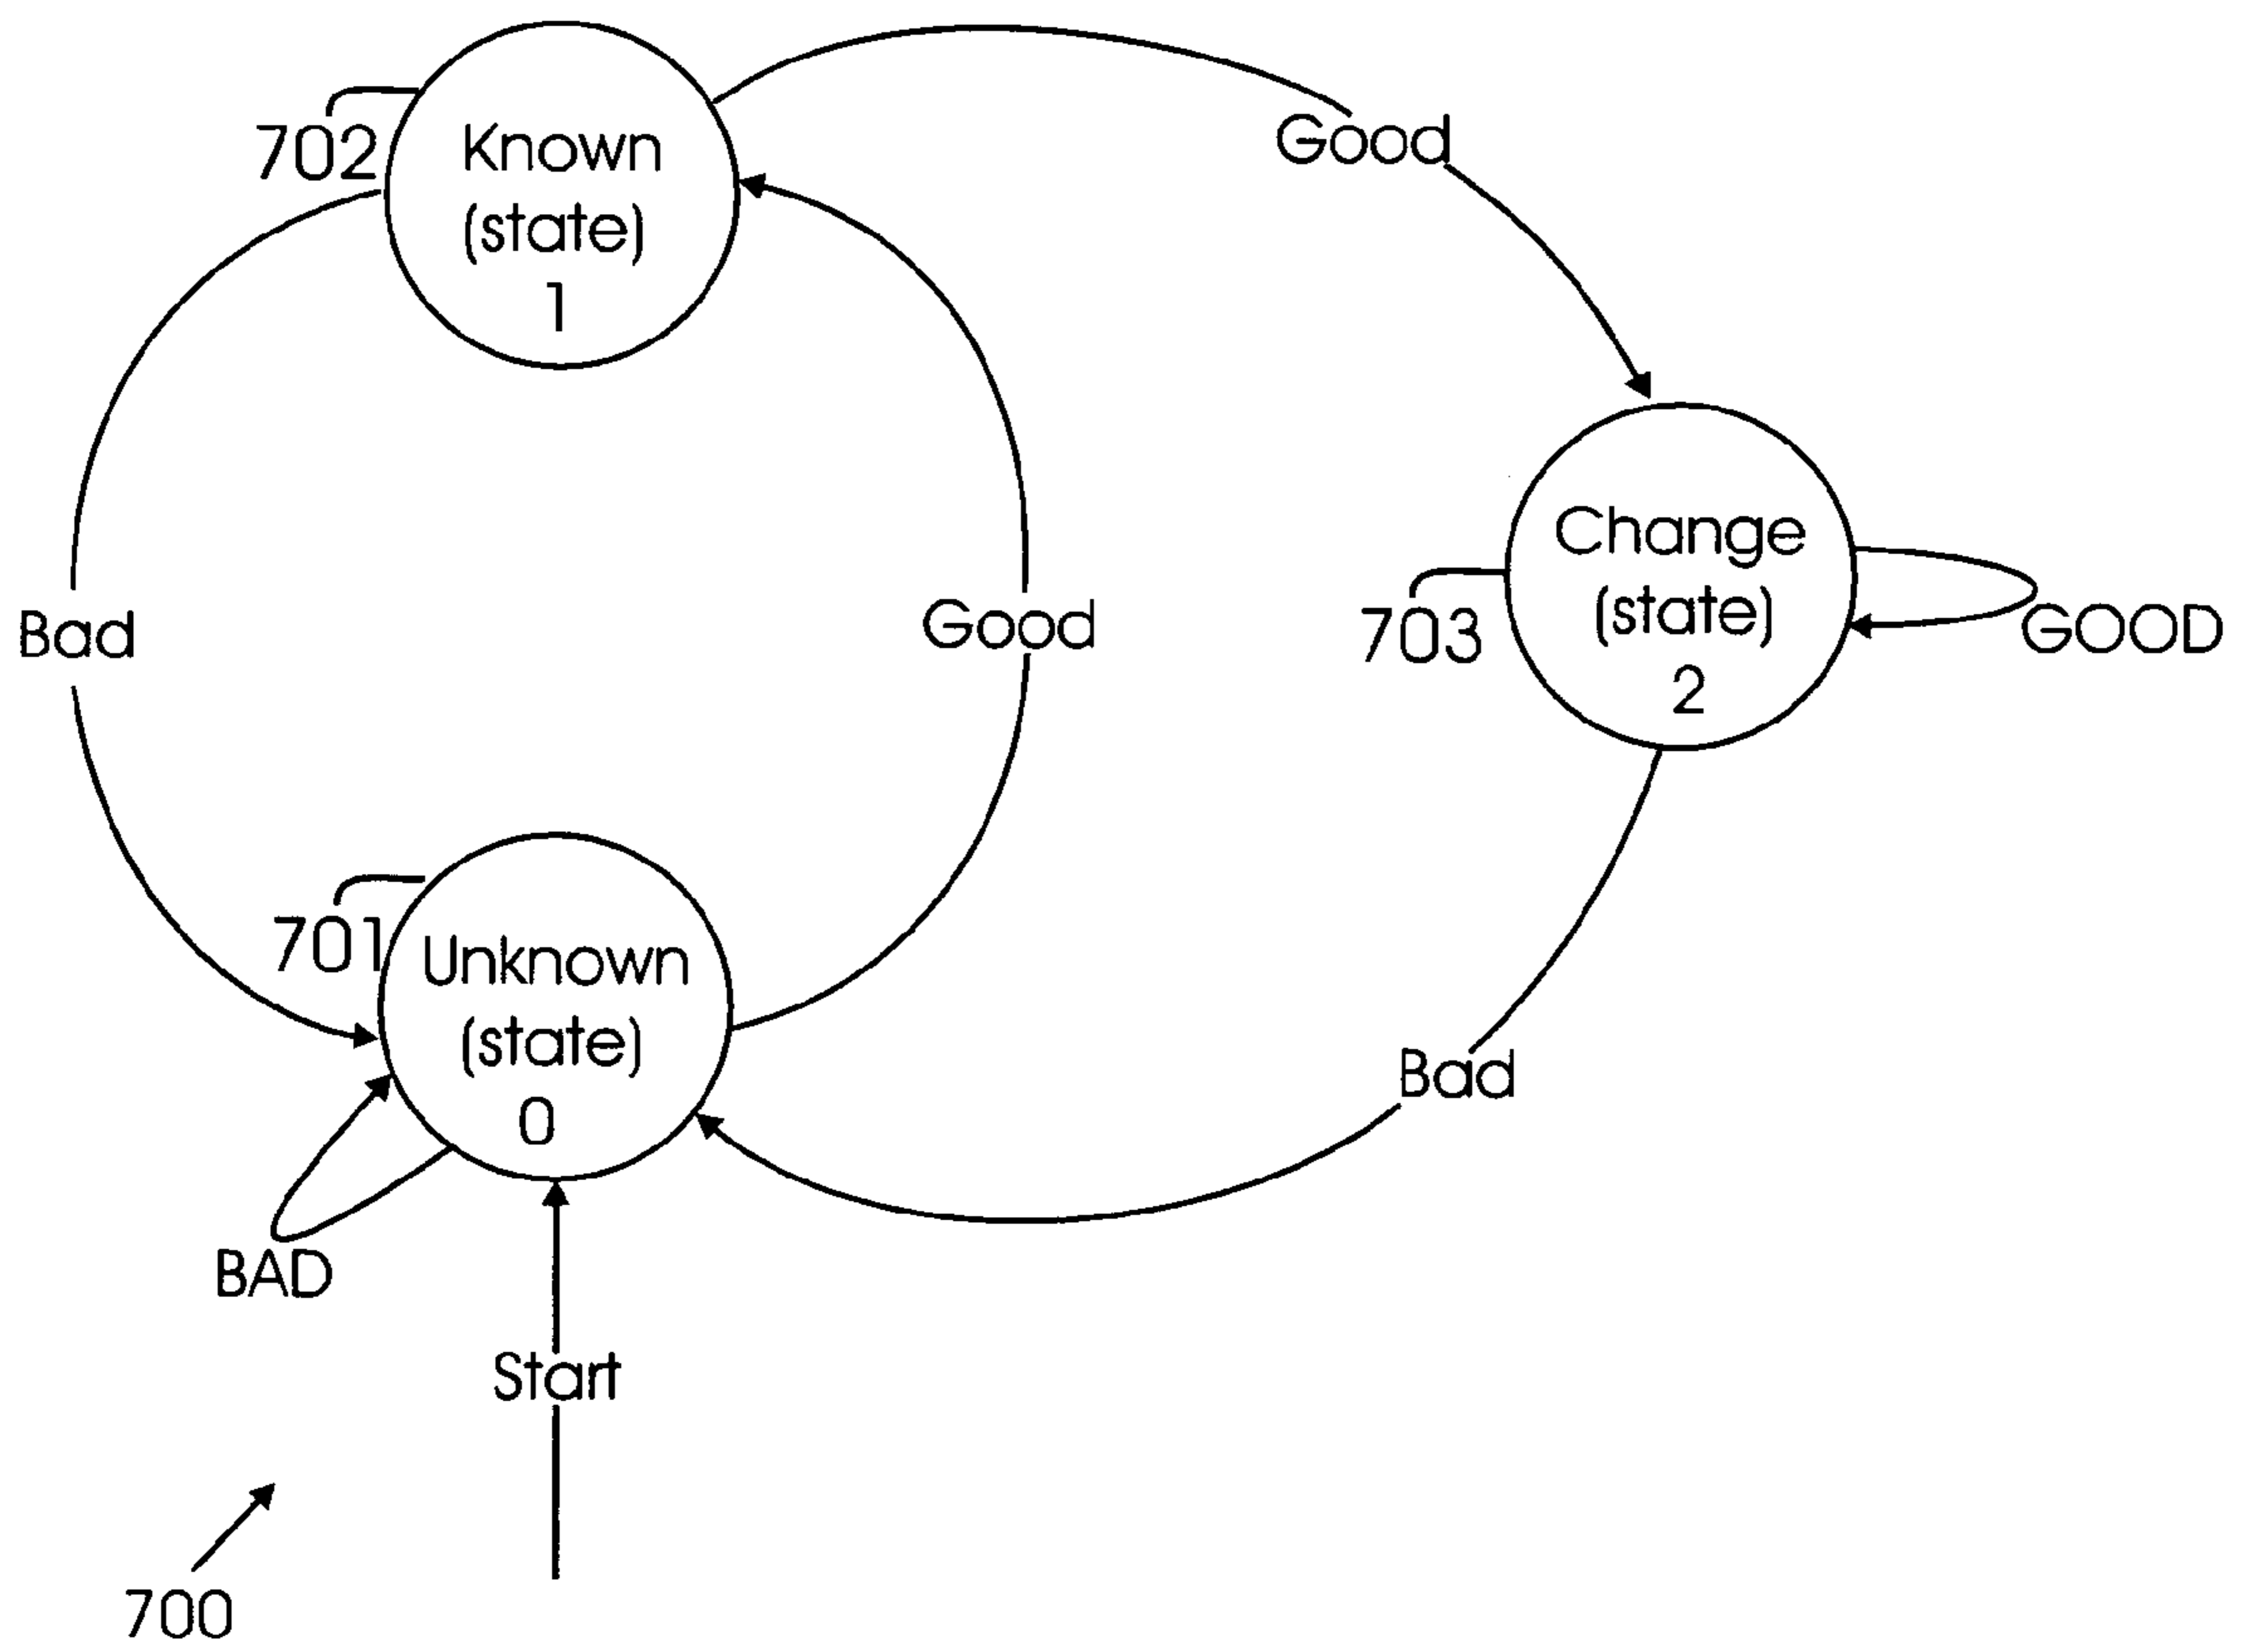 Good
702
Known
(state)
1
Change
(state)
2
703
GOOD
Bad
Good
701
Unknown
(state)
0
Bad
BAD
Start
700